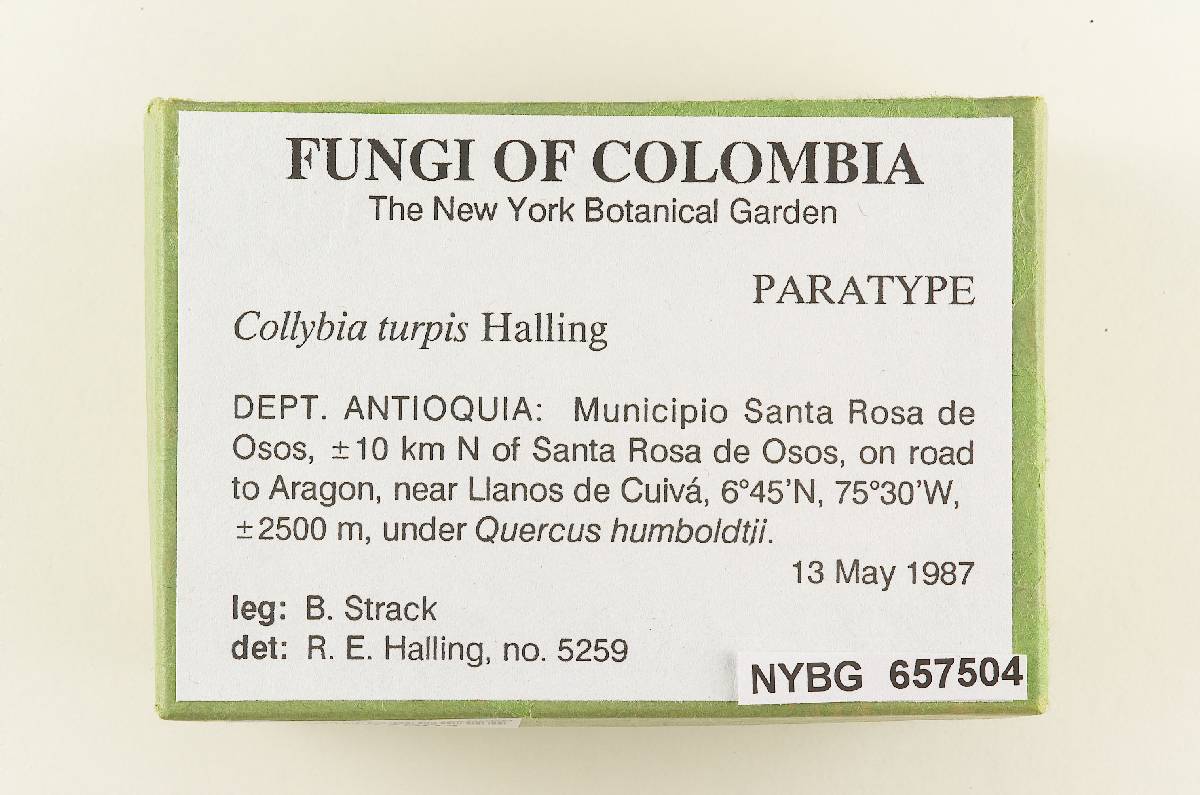 FUNGI OF COLOMBIA
The New York Botanical Garden
PARATYPE
Collybia turpis Halling
DEPT. ANTIOQUIA: Municipio Santa Rosa de
Osos, ±10 km N of Santa Rosa de Osos, on road
to Aragon, near Llanos de Cuivá, 6°45'N, 75°30'W,
±2500 m, under Quercus humboldtii.
13 May 1987
leg: B. Strack
det: R. E. Halling, no. 5259
NYBG 657504